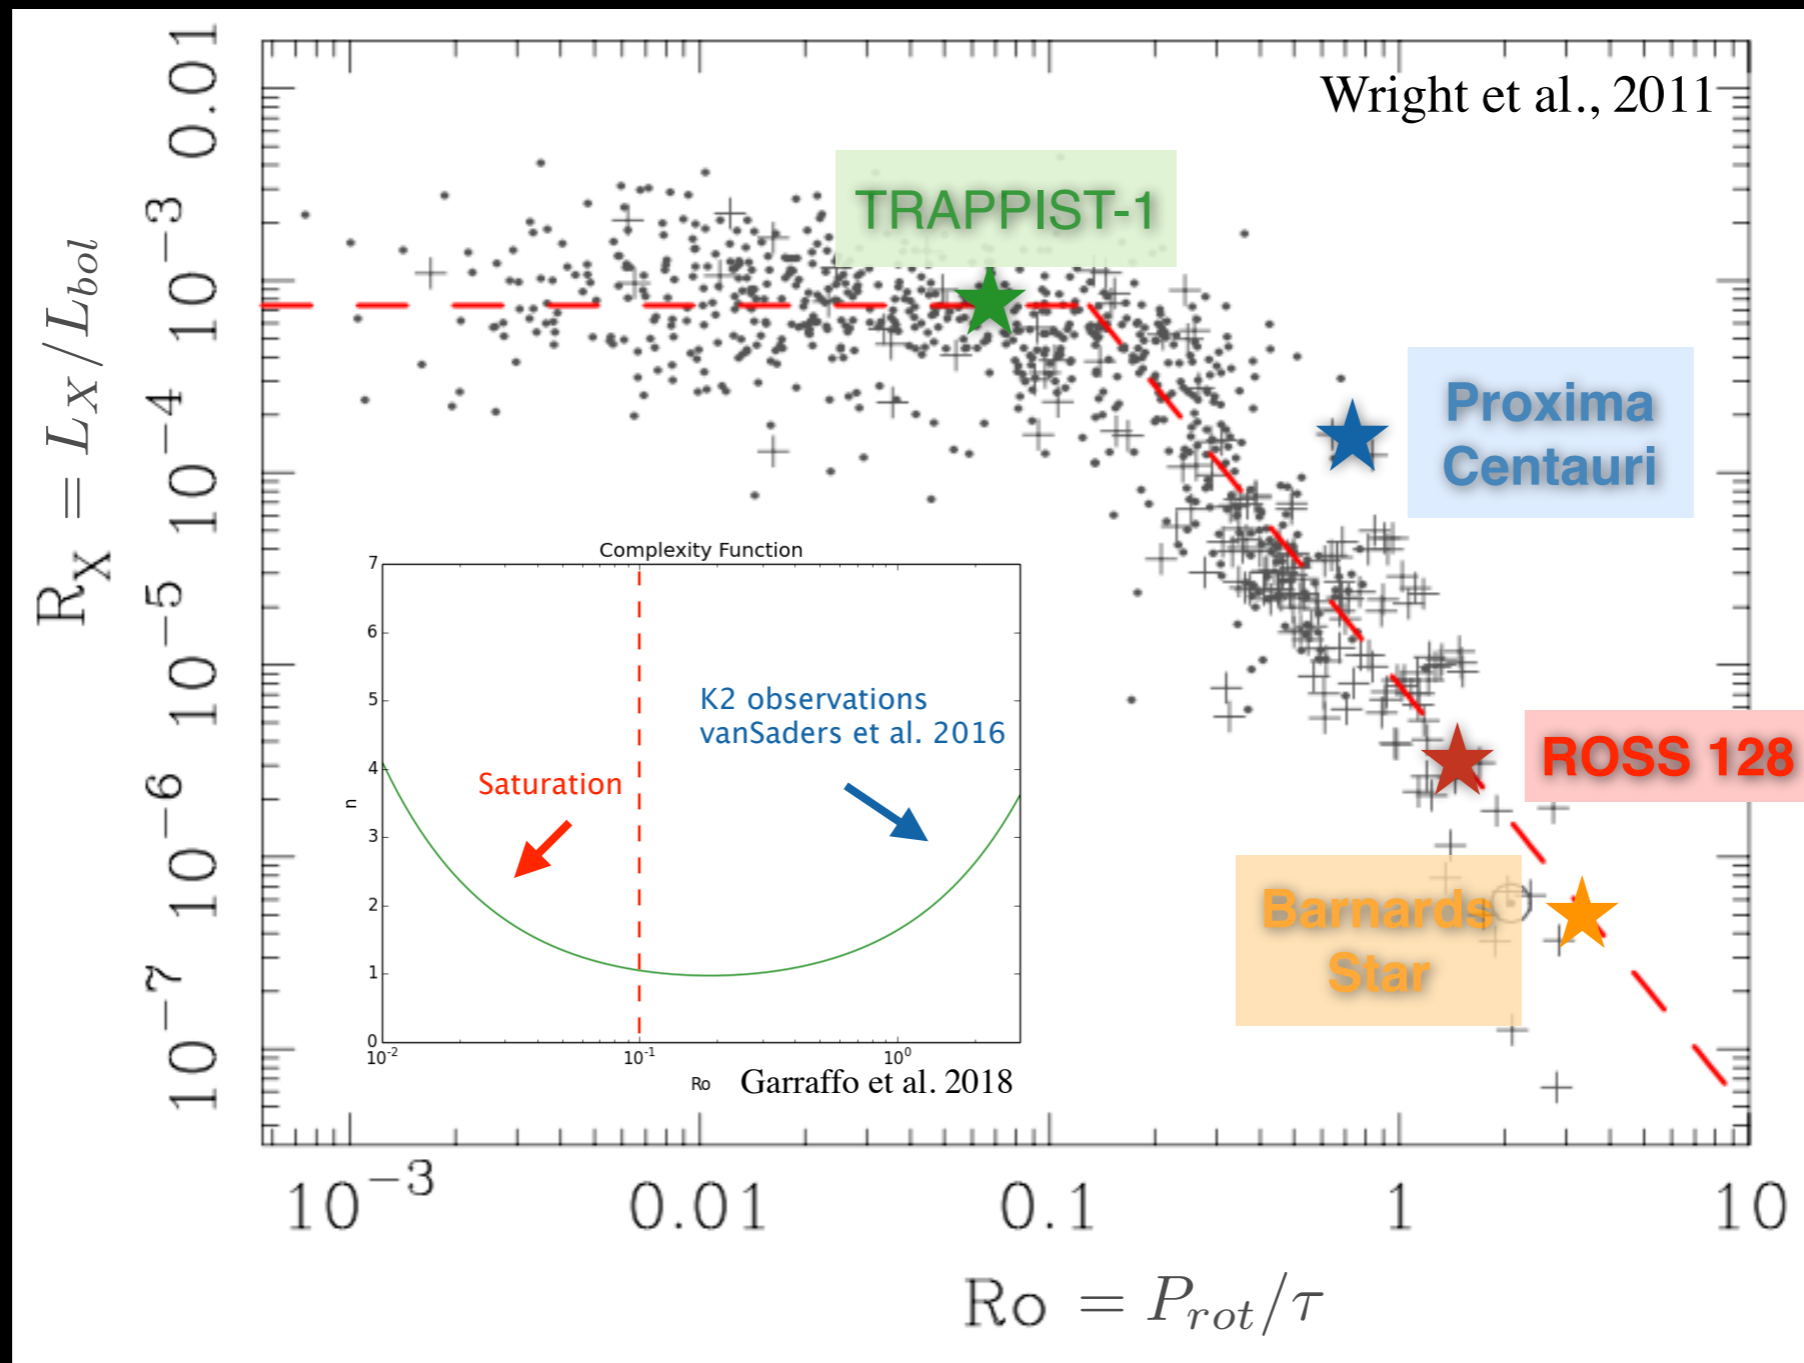 Wright et al., 2011
0.01
10⁻³
10⁻⁴
10⁻⁵
10⁻⁶
10⁻⁷
R_X = L_X/L_bol
TRAPPIST-1
Proxima
Centauri
ROSS 128
Barnards
Star
Complexity Function
7
6
5
4
3
2
1
0
n
Saturation
K2 observations
vanSaders et al. 2016
10⁻²
10⁻¹
10⁰
Ro
Garraffo et al. 2018
10⁻³
0.01
0.1
1
10
Ro = P_rot/τ